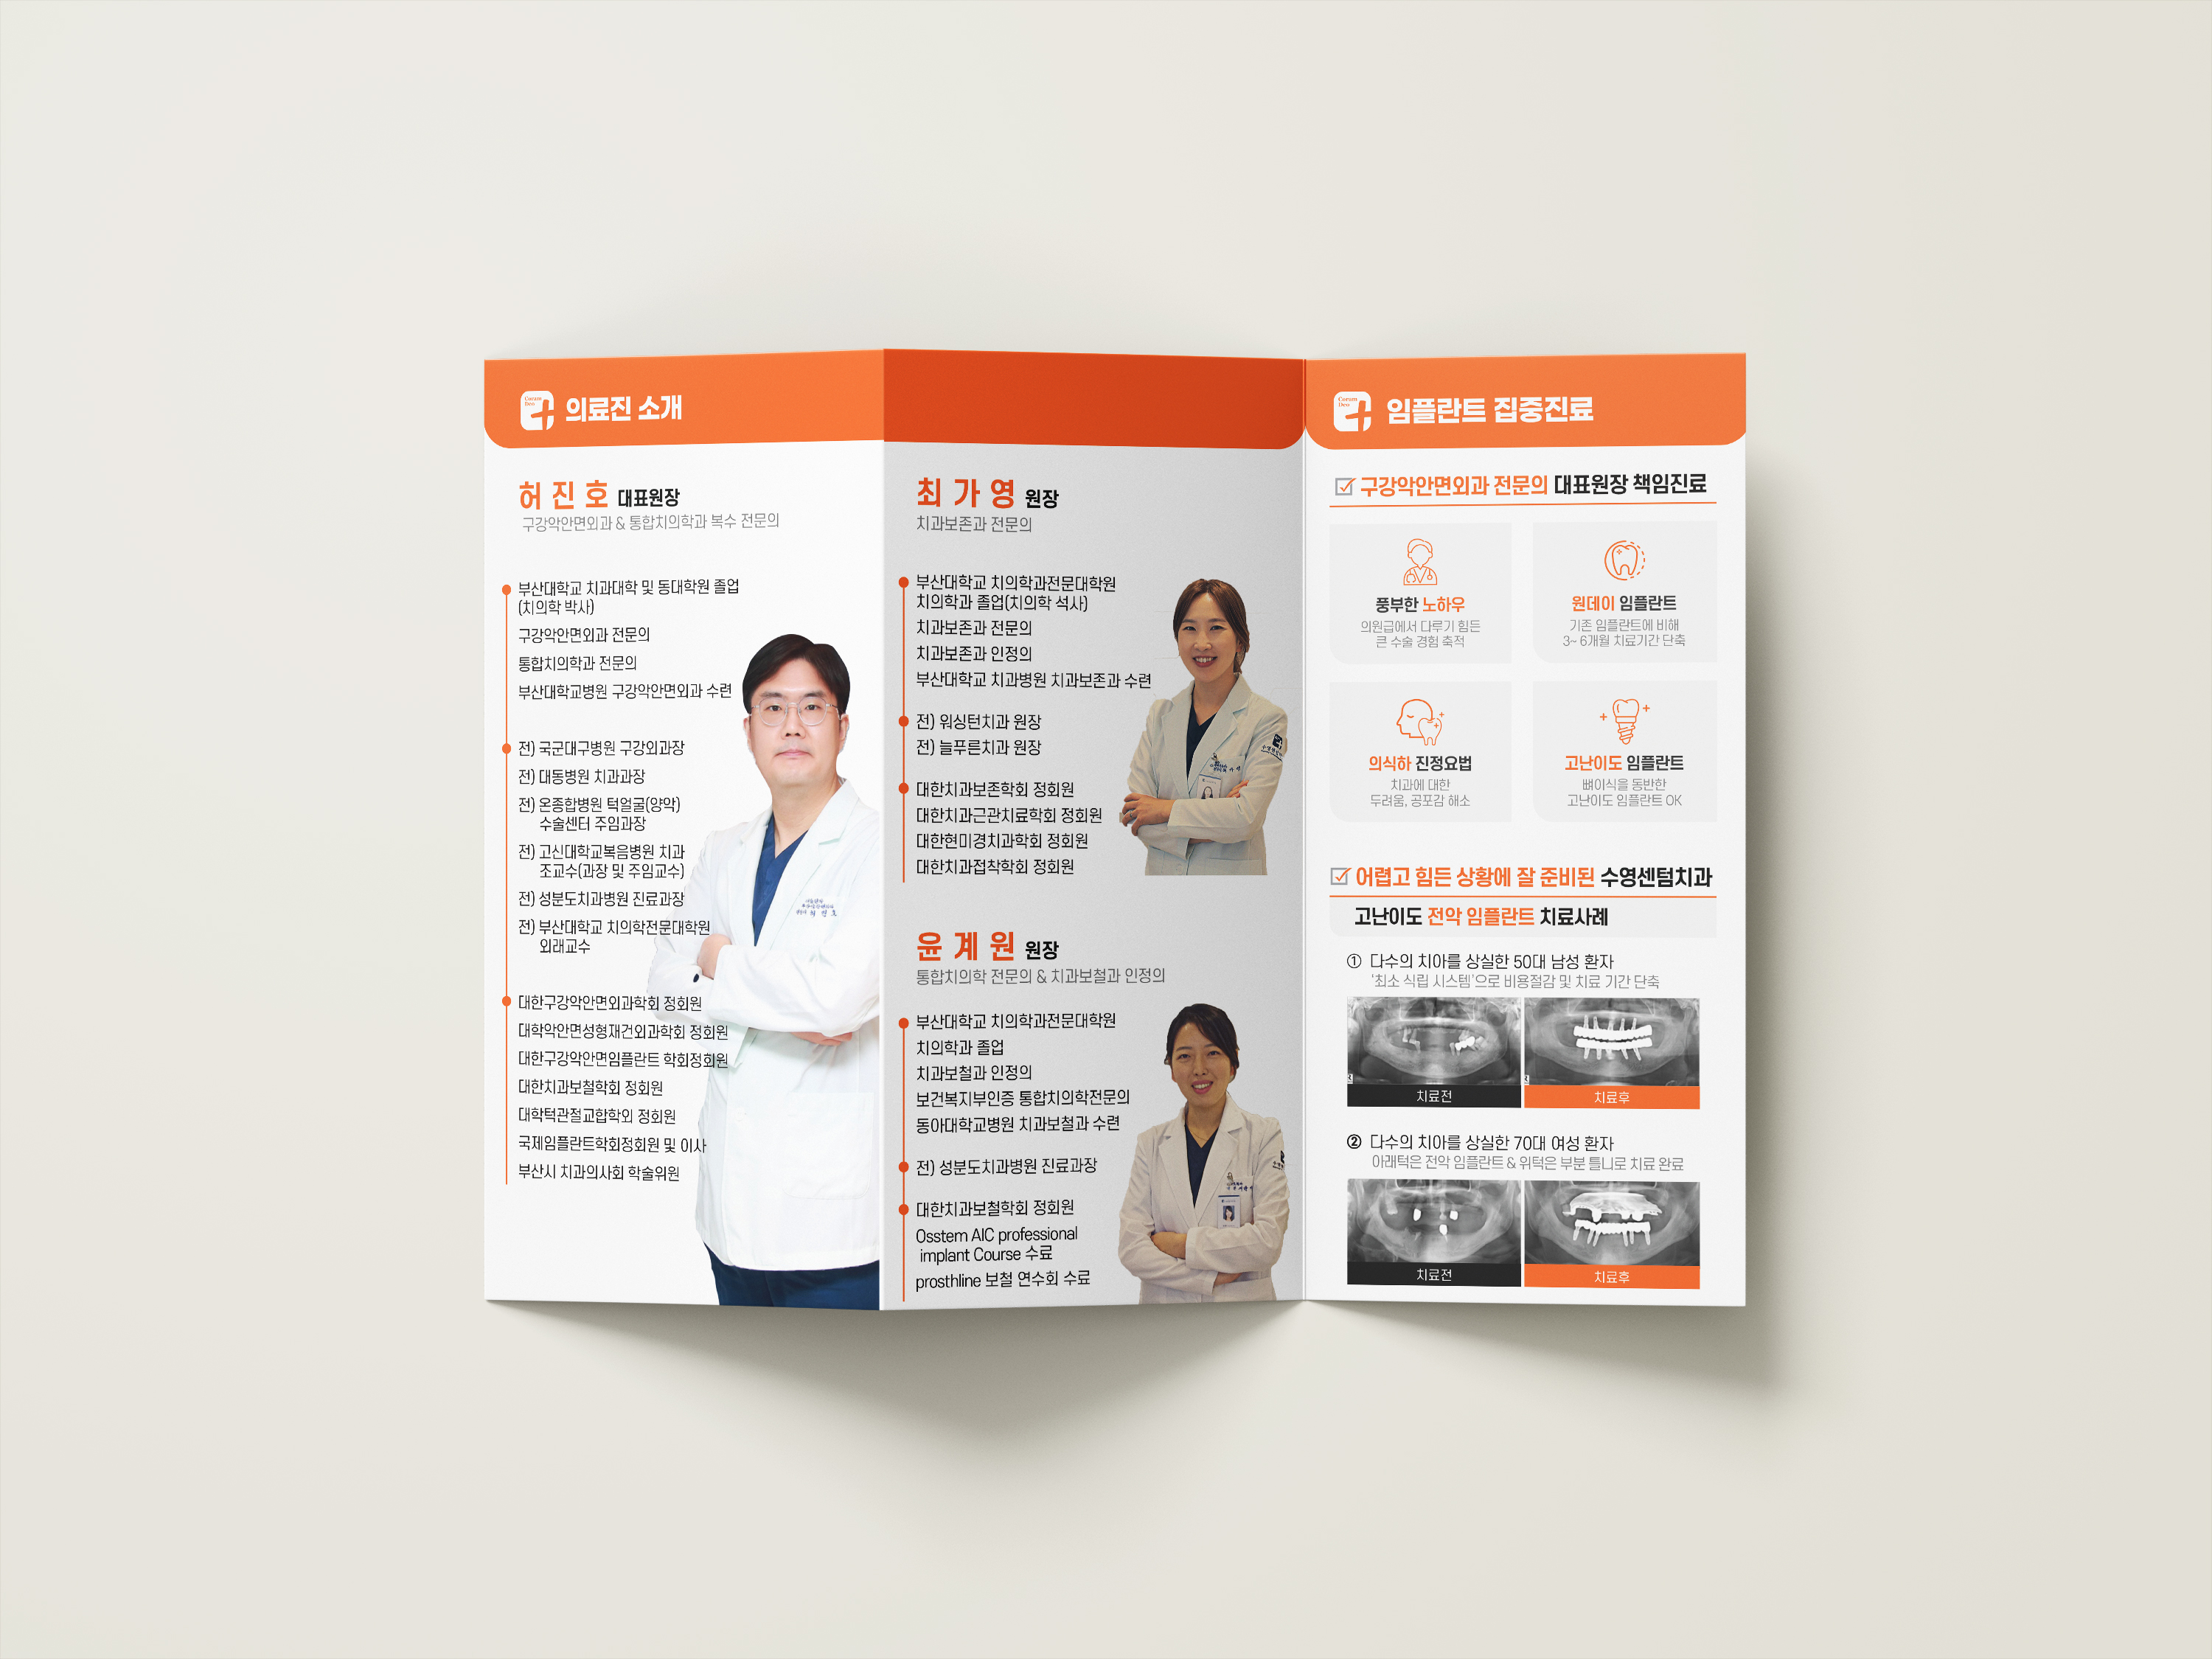 Coram
Deo
의료진 소개
허진호 대표원장
구강악안면외과 & 통합치의학과 복수 전문의
부산대학교 치과대학 및 동대학원 졸업
(치의학 박사)
구강악안면외과 전문의
통합치의학과 전문의
부산대학교병원 구강악안면외과 수련
전) 국군대구병원 구강외과장
전) 대동병원 치과과장
전) 온종합병원 턱얼굴(양악)
수술센터 주임과장
전) 고신대학교복음병원 치과
조교수(과장 및 주임교수)
전) 성분도치과병원 진료과장
전) 부산대학교 치의학전문대학원
외래교수
대한구강악안면외과학회 정회원
대학악안면성형재건외과학회 정회원
대한구강악안면임플란트 학회정회원
대한치과보철학회 정회원
대학턱관절교합학외 정회원
국제임플란트학회정회원 및 이사
부산시 치과의사회 학술위원
최가영 원장
치과보존과 전문의
부산대학교 치의학과전문대학원
치의학과 졸업(치의학 석사)
치과보존과 전문의
치과보존과 인정의
부산대학교 치과병원 치과보존과 수련
전) 워싱턴치과 원장
전) 늘푸른치과 원장
대한치과보존학회 정회원
대한치과근관치료학회 정회원
대한현미경치과학회 정회원
대한치과접착학회 정회원
윤계원 원장
통합치의학 전문의 & 치과보철과 인정의
부산대학교 치의학과전문대학원
치의학과 졸업
치과보철과 인정의
보건복지부인증 통합치의학전문의
동아대학교병원 치과보철과 수련
전) 성분도치과병원 진료과장
대한치과보철학회 정회원
Osstem AIC professional
implant Course 수료
prosthline 보철 연수회 수료
Coram
Deo
임플란트 집중진료
구강악안면외과 전문의 대표원장 책임진료
풍부한 노하우
의원급에서 다루기 힘든
큰 수술 경험 축적
원데이 임플란트
기존 임플란트에 비해
3~ 6개월 치료기간 단축
의식하 진정요법
치과에 대한
두려움, 공포감 해소
고난이도 임플란트
뼈이식을 동반한
고난이도 임플란트 OK
어렵고 힘든 상황에 잘 준비된 수영센텀치과
고난이도 전악 임플란트 치료사례
① 다수의 치아를 상실한 50대 남성 환자
'최소 식립 시스템'으로 비용절감 및 치료 기간 단축
치료전
치료후
② 다수의 치아를 상실한 70대 여성 환자
아래턱은 전악 임플란트 & 위턱은 부분 틀니로 치료 완료
치료전
치료후